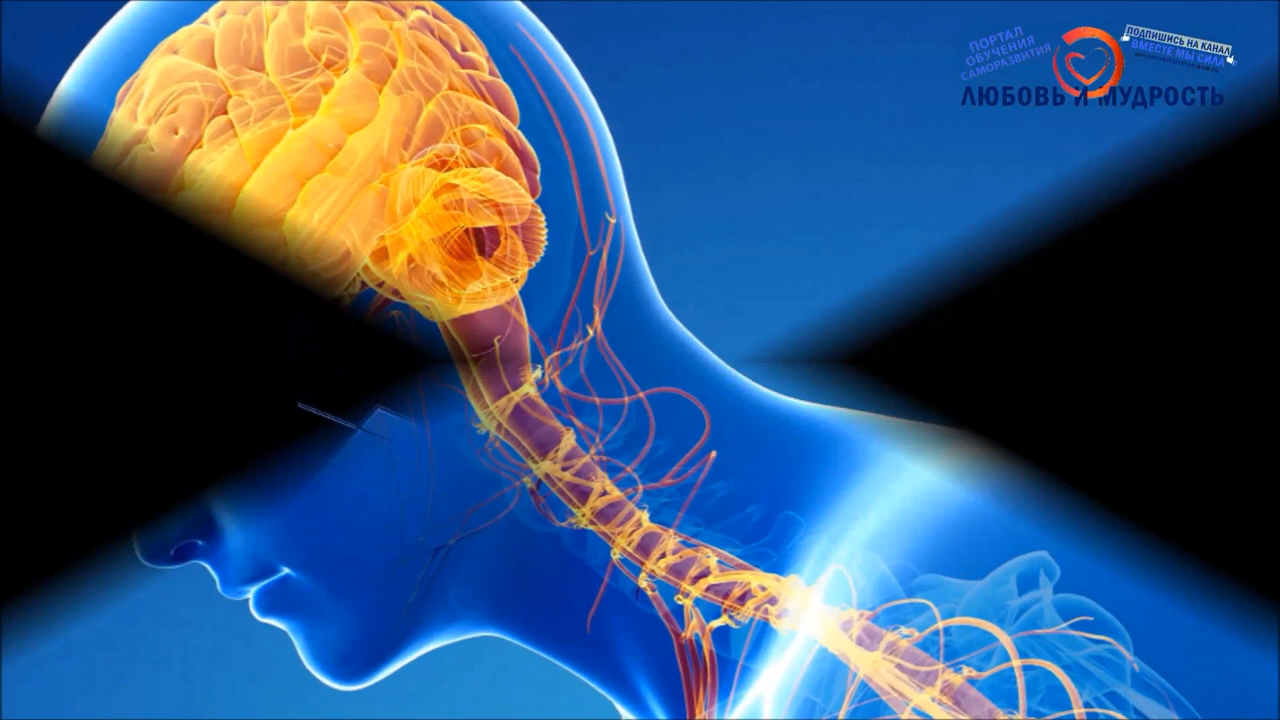 ПОРТАЛ
ОБУЧЕНИЯ
САМОРАЗВИТИЯ
ПОДПИШИСЬ НА КАНАЛ
ВМЕСТЕ МЫ СИЛА
ЛЮБОВЬ И МУДРОСТЬ